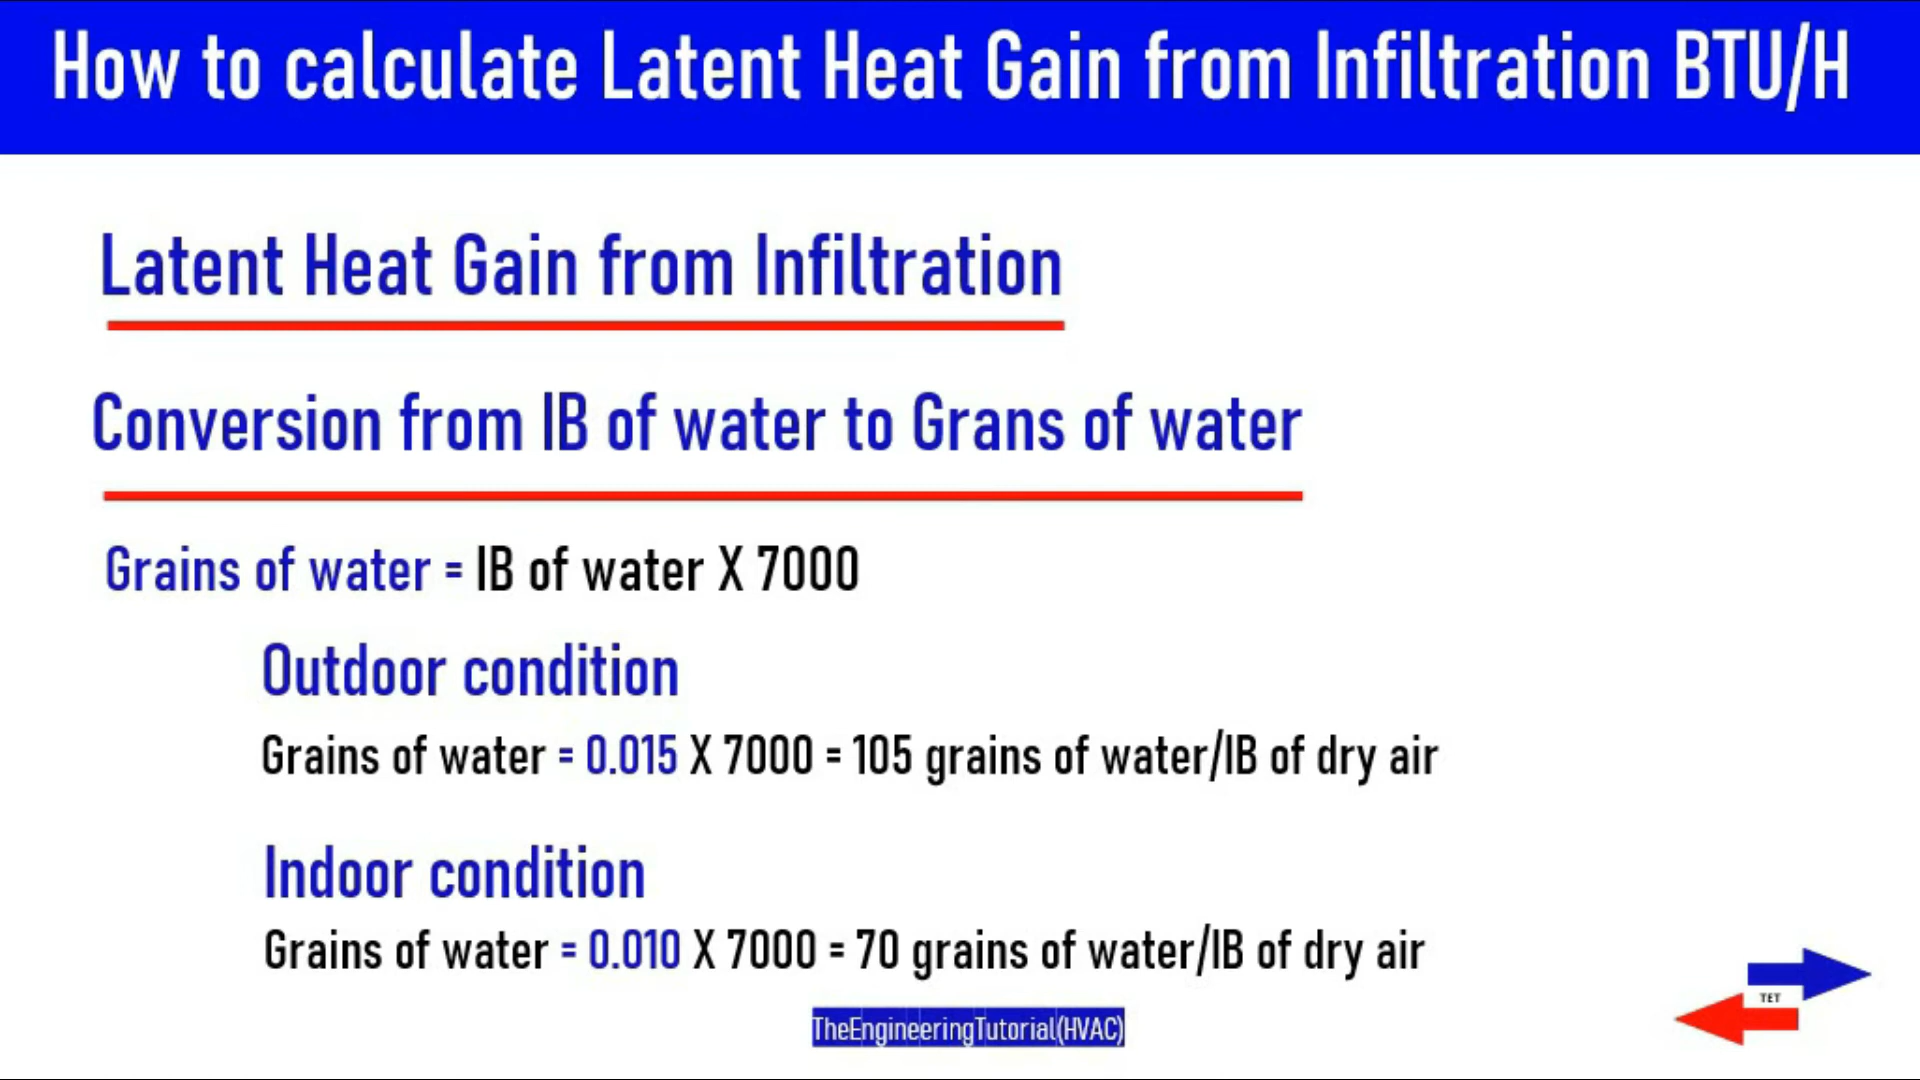 How to calculate Latent Heat Gain from Infiltration BTU/H
Latent Heat Gain from Infiltration
Conversion from IB of water to Grans of water
Grains of water = IB of water X 7000
Outdoor condition
Grains of water = 0.015 X 7000 = 105 grains of water/IB of dry air
Indoor condition
Grains of water = 0.010 X 7000 = 70 grains of water/IB of dry air
TET
TheEngineeringTutorial(HVAC)